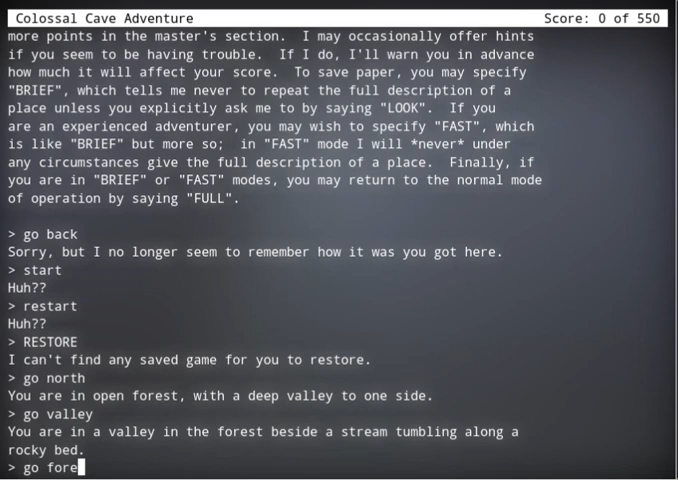 Colossal Cave Adventure Score: 0 of 550
more points in the master's section.  I may occasionally offer hints
if you seem to be having trouble.  If I do, I'll warn you in advance
how much it will affect your score.  To save paper, you may specify
"BRIEF", which tells me never to repeat the full description of a
place unless you explicitly ask me to by saying "LOOK".  If you
are an experienced adventurer, you may wish to specify "FAST", which
is like "BRIEF" but more so;  in "FAST" mode I will *never* under
any circumstances give the full description of a place.  Finally, if
you are in "BRIEF" or "FAST" modes, you may return to the normal mode
of operation by saying "FULL".
> go back
Sorry, but I no longer seem to remember how it was you got here.
> start
Huh??
> restart
Huh??
> RESTORE
I can't find any saved game for you to restore.
> go north
You are in open forest, with a deep valley to one side.
> go valley
You are in a valley in the forest beside a stream tumbling along a
rocky bed.
> go fore